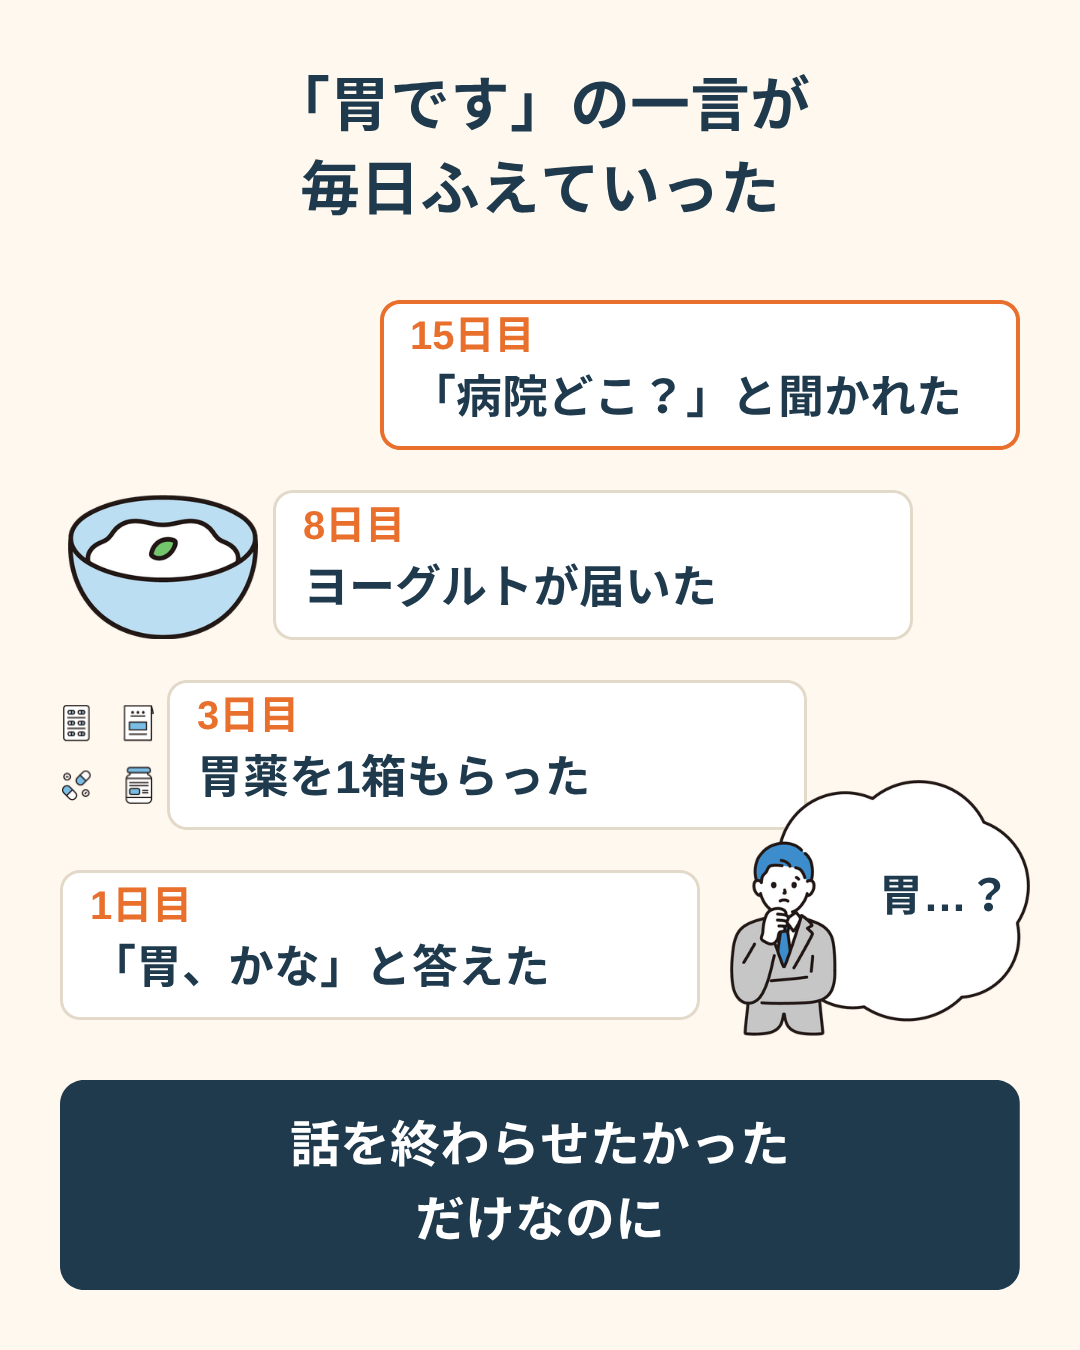 「胃です」の一言が
毎日ふえていった
15日目
「病院どこ？」と聞かれた
8日目
ヨーグルトが届いた
3日目
胃薬を1箱もらった
1日目
「胃、かな」と答えた
胃…？
話を終わらせたかった
だけなのに